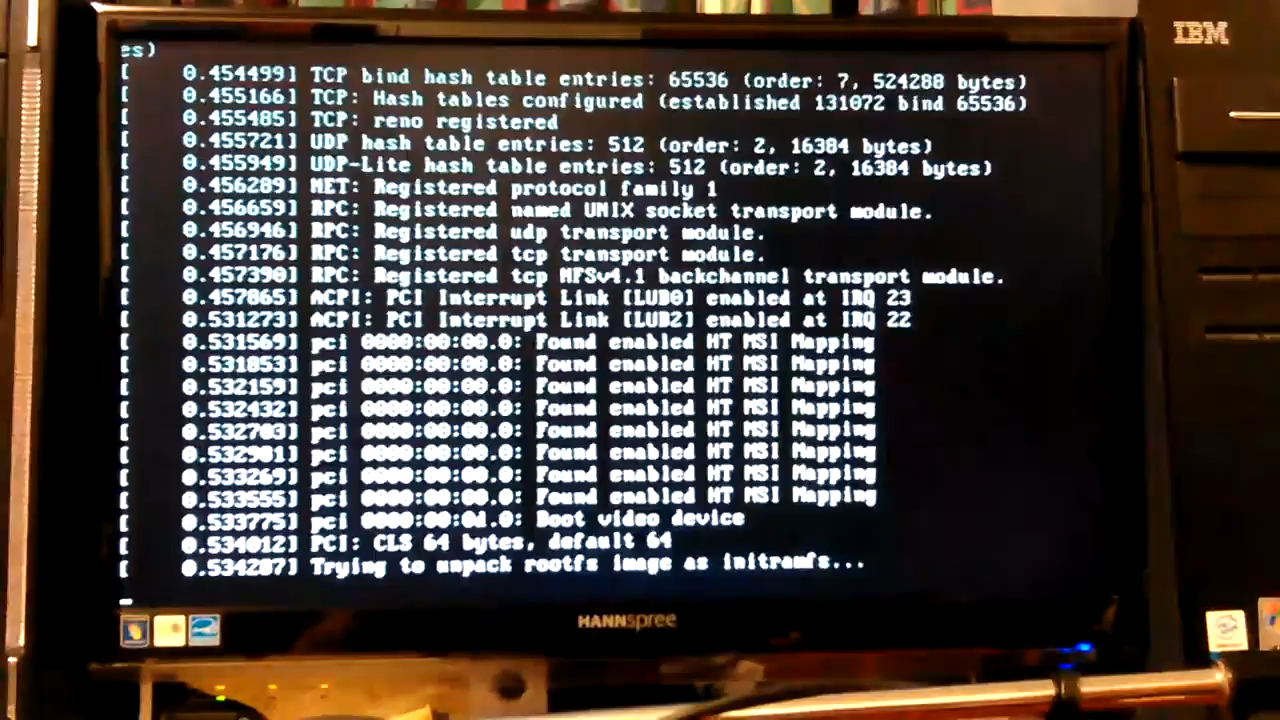 es)
[    0.454499] TCP bind hash table entries: 65536 (order: 7, 524288 bytes)
[    0.455166] TCP: Hash tables configured (established 131072 bind 65536)
[    0.455485] TCP: reno registered
[    0.455721] UDP hash table entries: 512 (order: 2, 16384 bytes)
[    0.455949] UDP-Lite hash table entries: 512 (order: 2, 16384 bytes)
[    0.456289] NET: Registered protocol family 1
[    0.456659] RPC: Registered named UNIX socket transport module.
[    0.456946] RPC: Registered udp transport module.
[    0.457176] RPC: Registered tcp transport module.
[    0.457390] RPC: Registered tcp NFSv4.1 backchannel transport module.
[    0.457865] ACPI: PCI Interrupt Link [LUB0] enabled at IRQ 23
[    0.531273] ACPI: PCI Interrupt Link [LUB2] enabled at IRQ 22
[    0.531569] pci 0000:00:00.0: Found enabled HT MSI Mapping
[    0.531853] pci 0000:00:00.0: Found enabled HT MSI Mapping
[    0.532159] pci 0000:00:00.0: Found enabled HT MSI Mapping
[    0.532432] pci 0000:00:00.0: Found enabled HT MSI Mapping
[    0.532703] pci 0000:00:00.0: Found enabled HT MSI Mapping
[    0.532981] pci 0000:00:00.0: Found enabled HT MSI Mapping
[    0.533269] pci 0000:00:00.0: Found enabled HT MSI Mapping
[    0.533555] pci 0000:00:00.0: Found enabled HT MSI Mapping
[    0.533775] pci 0000:00:0d.0: Boot video device
[    0.534012] PCI: CLS 64 bytes, default 64
[    0.534287] Trying to unpack rootfs image as initramfs...
HANNspree
IBM